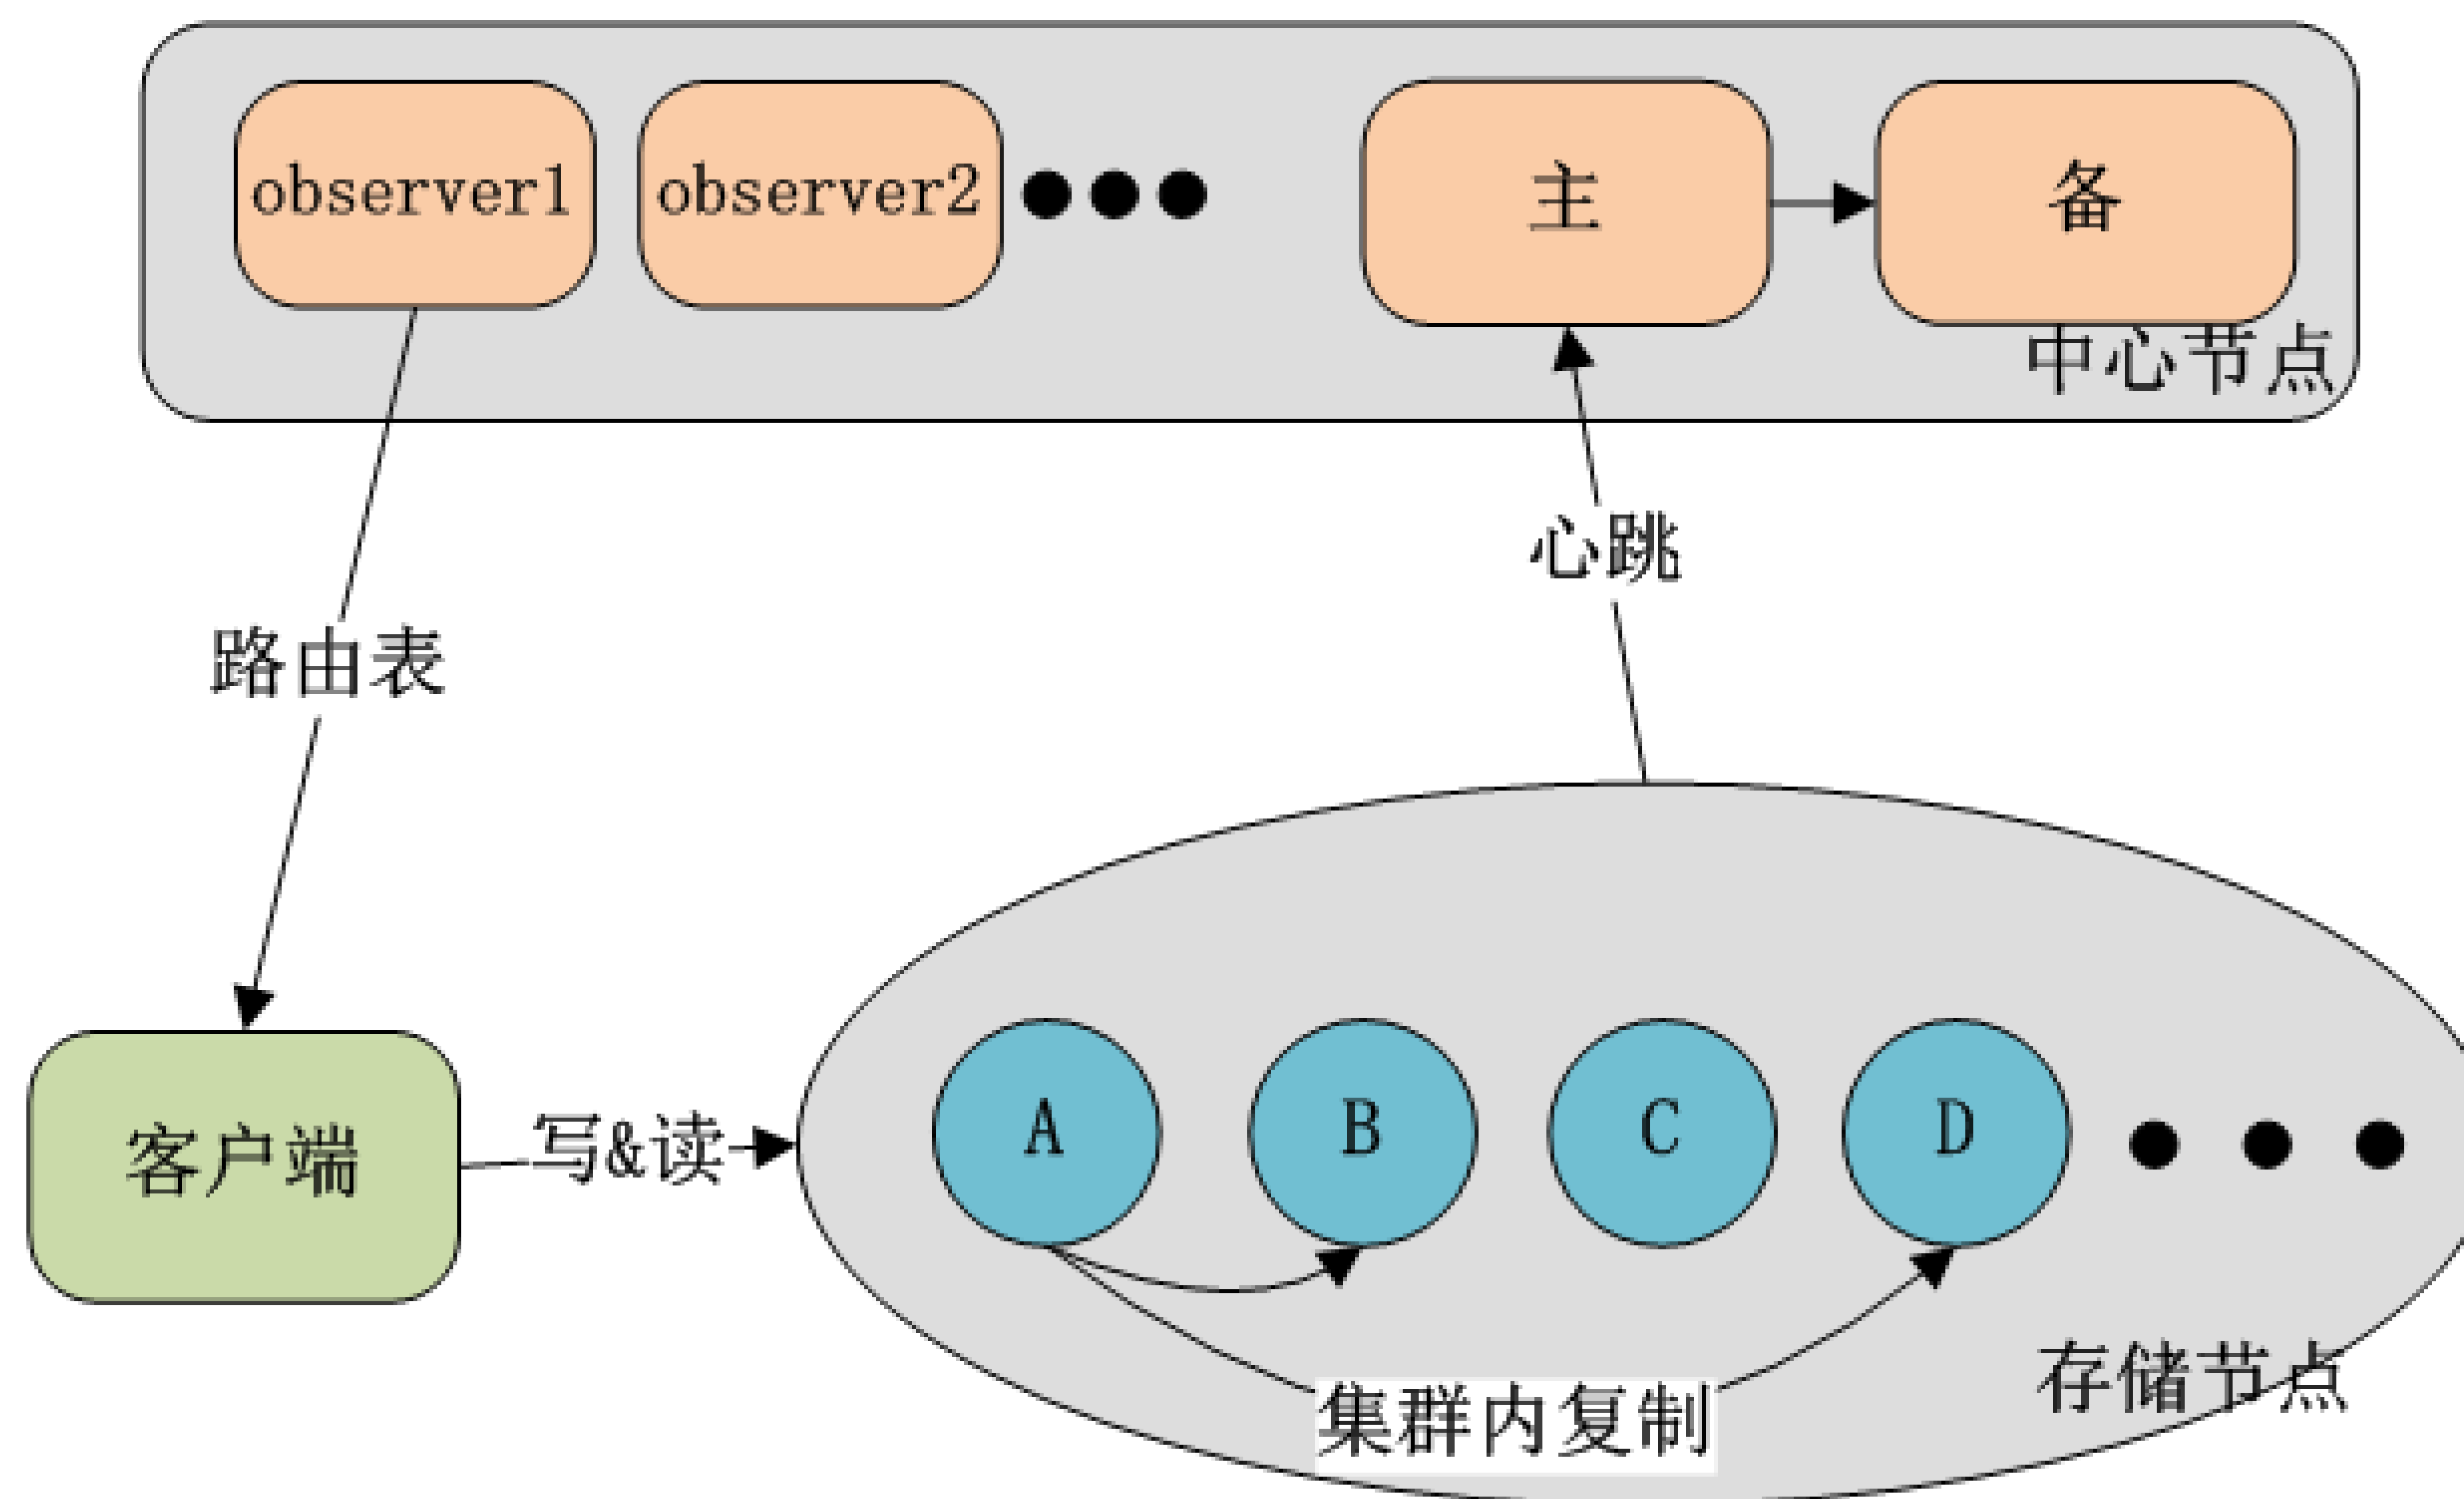 observer1
observer2
主
备
中心节点
心跳
路由表
客户端
写&读
A
B
C
D
存储节点
集群内复制